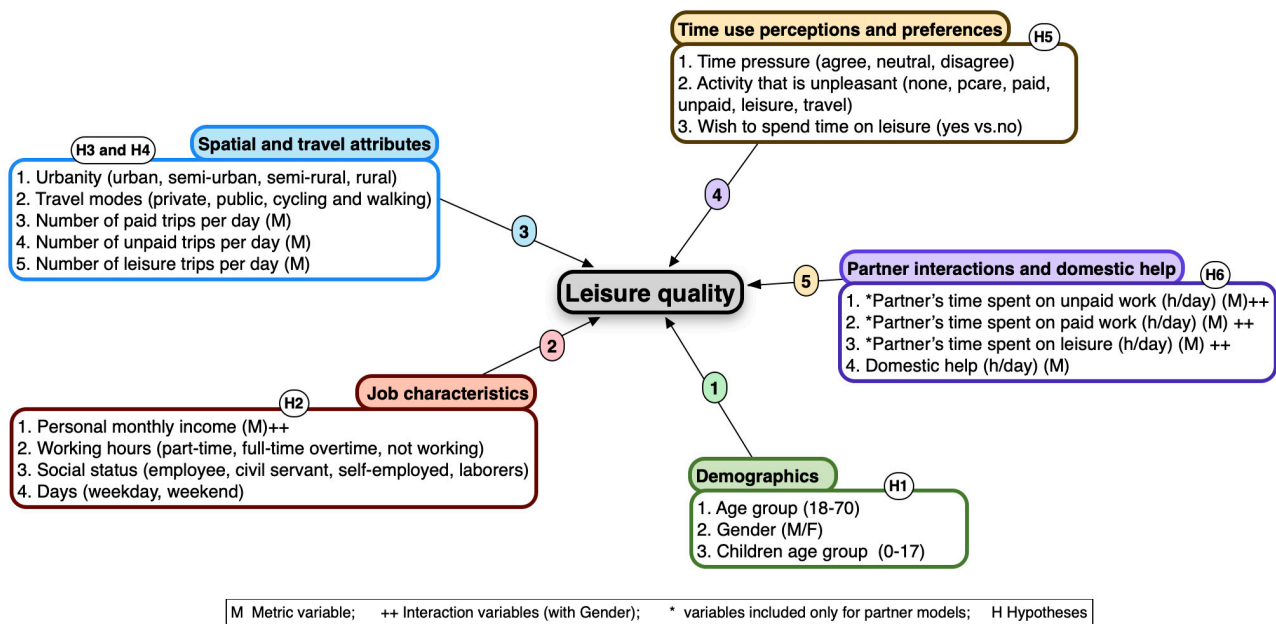 Time use perceptions and preferences
H5
1. Time pressure (agree, neutral, disagree)
2. Activity that is unpleasant (none, pcare, paid,
unpaid, leisure, travel)
3. Wish to spend time on leisure (yes vs.no)
H3 and H4
Spatial and travel attributes
1. Urbanity (urban, semi-urban, semi-rural, rural)
2. Travel modes (private, public, cycling and walking)
3. Number of paid trips per day (M)
4. Number of unpaid trips per day (M)
5. Number of leisure trips per day (M)
4
3
Leisure quality
5
Partner interactions and domestic help
H6
1. *Partner's time spent on unpaid work (h/day) (M)++
2. *Partner's time spent on paid work (h/day) (M) ++
3. *Partner's time spent on leisure (h/day) (M) ++
4. Domestic help (h/day) (M)
2
1
Job characteristics
H2
1. Personal monthly income (M)++
2. Working hours (part-time, full-time overtime, not working)
3. Social status (employee, civil servant, self-employed, laborers)
4. Days (weekday, weekend)
Demographics
H1
1. Age group (18-70)
2. Gender (M/F)
3. Children age group (0-17)
M Metric variable; ++ Interaction variables (with Gender); * variables included only for partner models; H Hypotheses